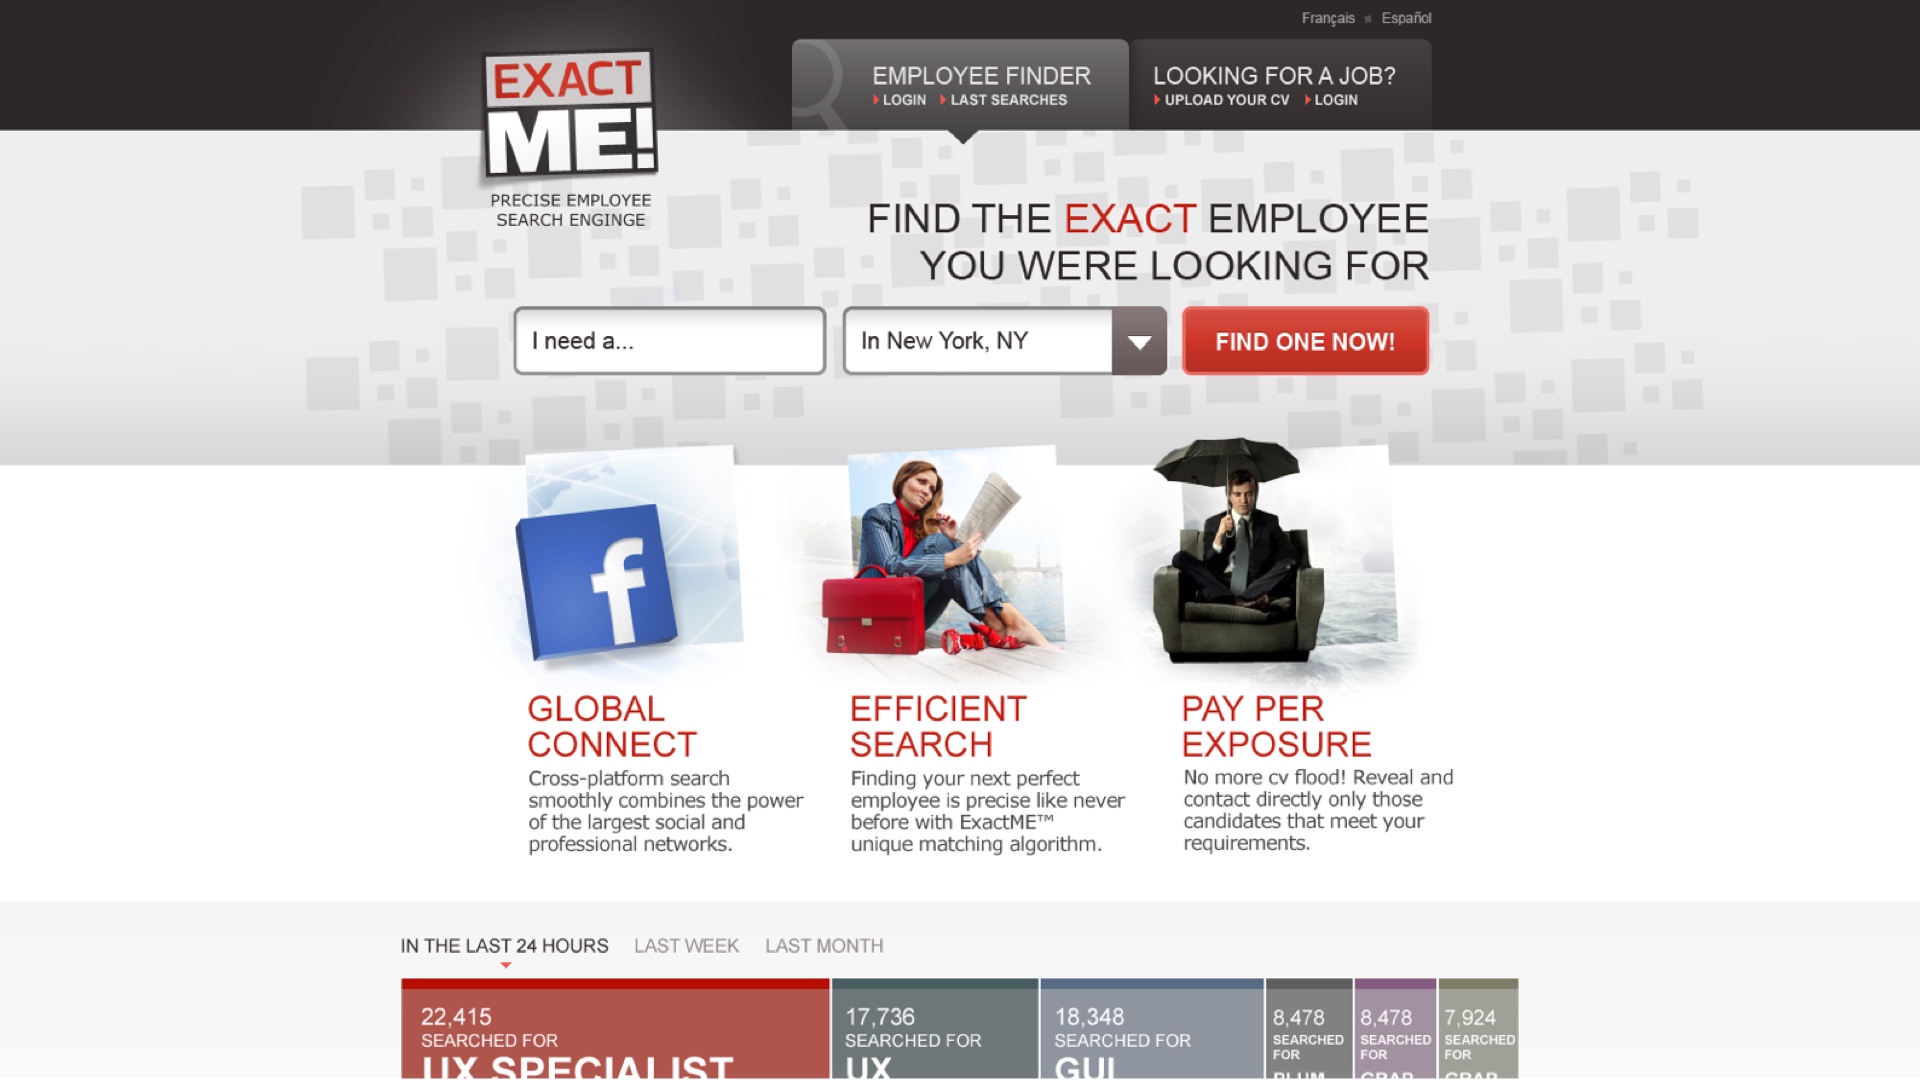 Français Español
EXACT
ME!
PRECISE EMPLOYEE
SEARCH ENGINGE
EMPLOYEE FINDER
LOGIN LAST SEARCHES
LOOKING FOR A JOB?
UPLOAD YOUR CV LOGIN
FIND THE EXACT EMPLOYEE
YOU WERE LOOKING FOR
I need a...
In New York, NY
FIND ONE NOW!
f
GLOBAL
CONNECT
Cross-platform search
smoothly combines the power
of the largest social and
professional networks.
EFFICIENT
SEARCH
Finding your next perfect
employee is precise like never
before with ExactME™
unique matching algorithm.
PAY PER
EXPOSURE
No more cv flood! Reveal and
contact directly only those
candidates that meet your
requirements.
IN THE LAST 24 HOURS LAST WEEK LAST MONTH
22,415
SEARCHED FOR
UX SPECIALIST
17,736
SEARCHED FOR
UX
18,348
SEARCHED FOR
GUI
8,478
SEARCHED
FOR
8,478
SEARCHED
FOR
7,924
SEARCHED
FOR